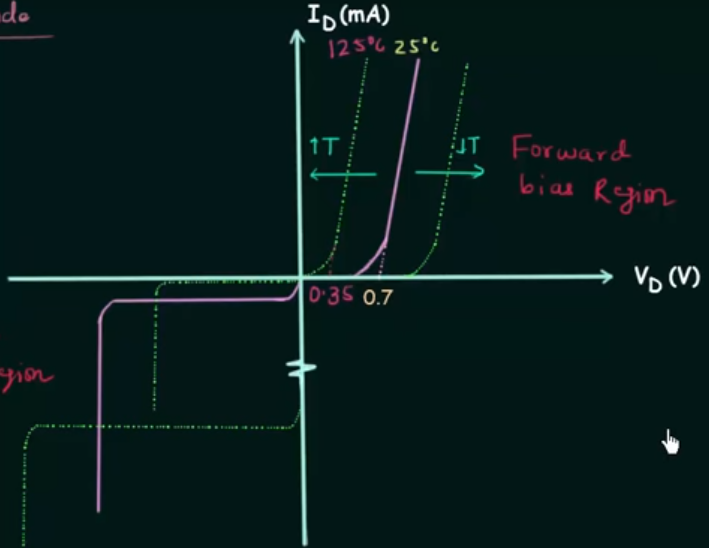 I_D (mA)
125°C 25°C
↑T ↓T
Forward
bias Region
V_D (V)
0.35 0.7